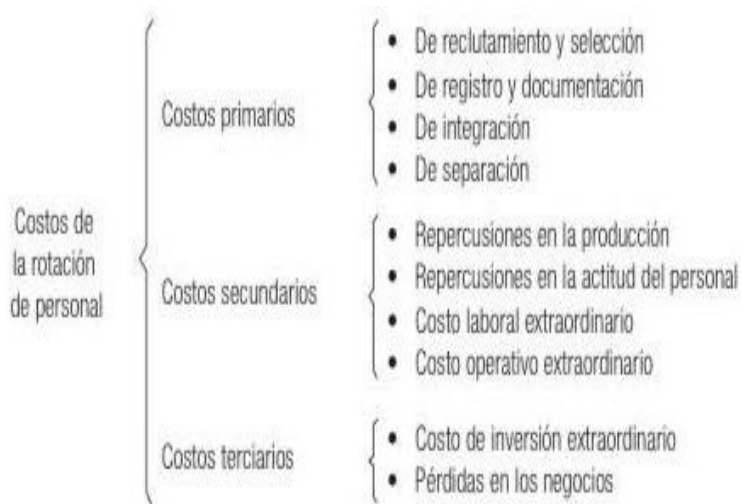 Costos de
la rotación
de personal
Costos primarios
• De reclutamiento y selección
• De registro y documentación
• De integración
• De separación
Costos secundarios
• Repercusiones en la producción
• Repercusiones en la actitud del personal
• Costo laboral extraordinario
• Costo operativo extraordinario
Costos terciarios
• Costo de inversión extraordinario
• Pérdidas en los negocios